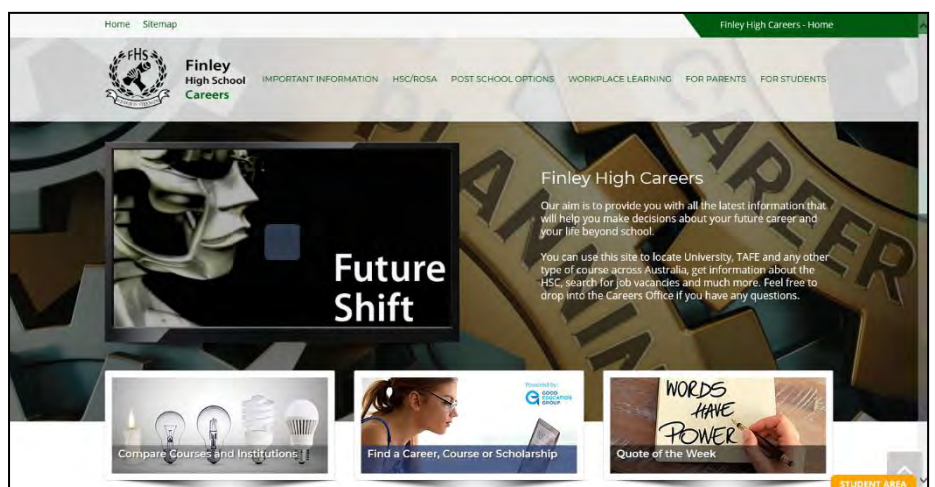 Home Sitemap
Finley High Careers - Home
FHS
Finley
High School
Careers
IMPORTANT INFORMATION HSC/ROSA POST SCHOOL OPTIONS WORKPLACE LEARNING FOR PARENTS FOR STUDENTS
PLANNING
CAREER
Future
Shift
Finley High Careers
Our aim is to provide you with all the latest information that
will help you make decisions about your future career and
your life beyond school.
You can use this site to locate University, TAFE and any other
type of course across Australia, get information about the
HSC, search for job vacancies and much more. Feel free to
drop into the Careers Office if you have any questions.
Compare Courses and Institutions
Powered by:
GOOD
EDUCATION
GROUP
Find a Career, Course or Scholarship
WORDS
HAVE
POWER
Quote of the Week
STUDENT AREA